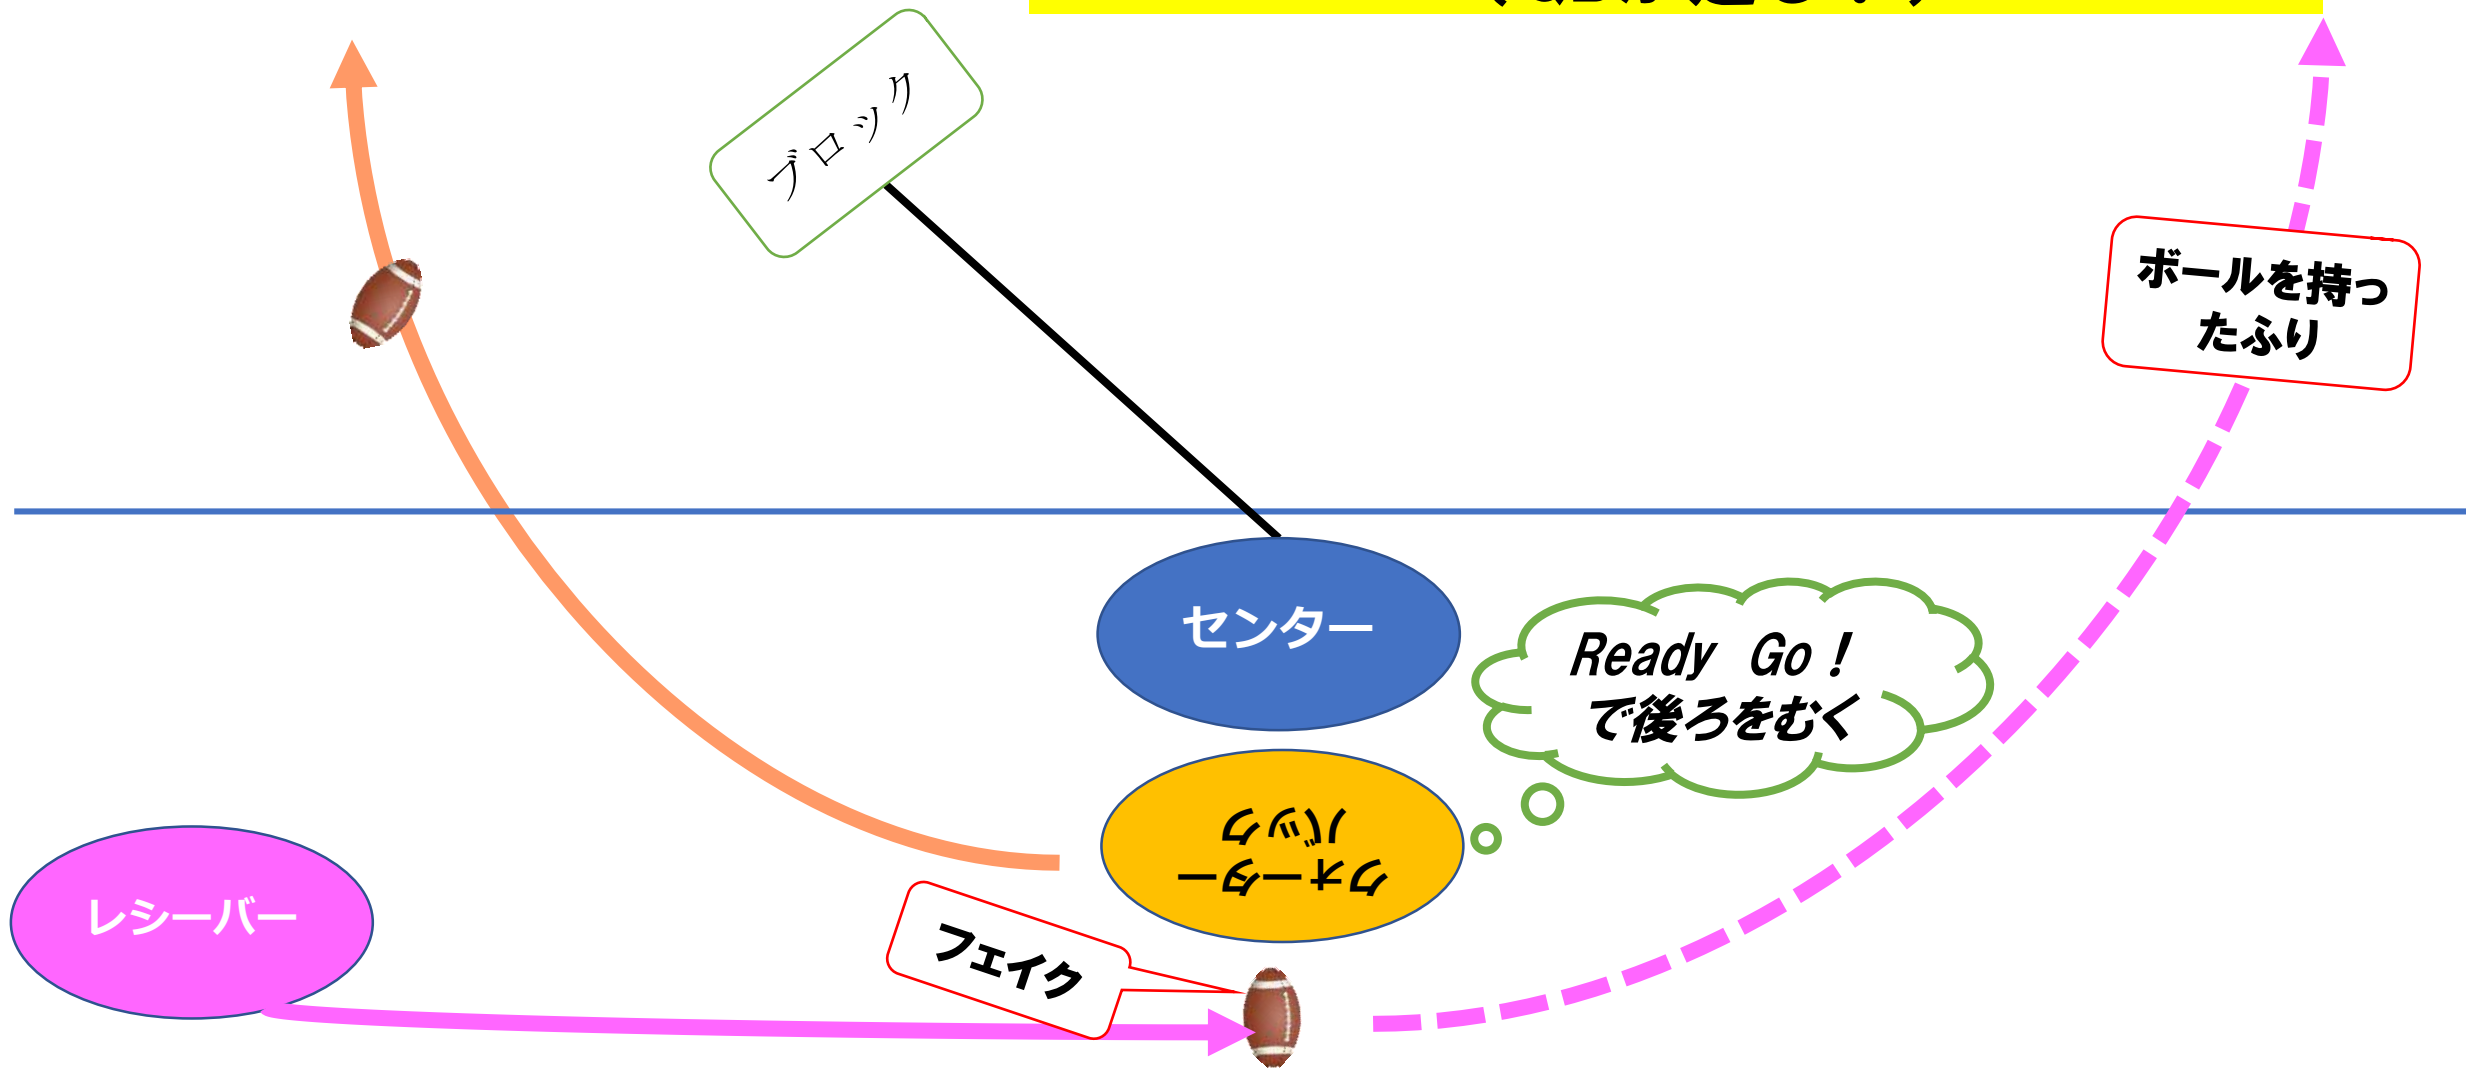 ブロック
ボールを持っ
たふり
センター
Ready Go!
で後ろをむく
クォーター
バック
レシーバー
フェイク